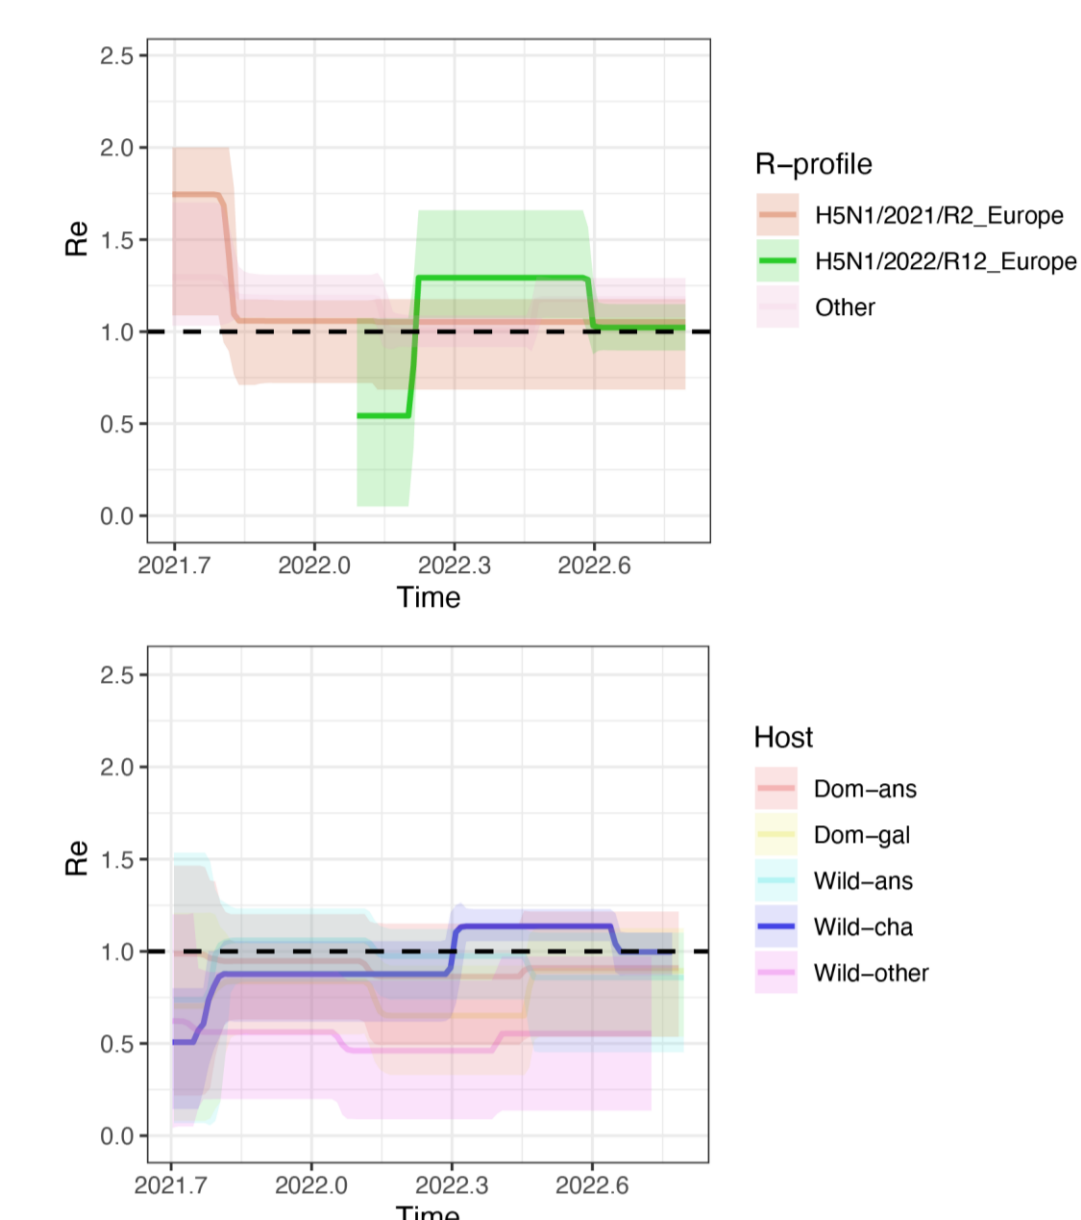 2.5
2.0
1.5
1.0
0.5
0.0
Re
2021.7 2022.0 2022.3 2022.6
Time
R−profile
H5N1/2021/R2_Europe
H5N1/2022/R12_Europe
Other
2.5
2.0
1.5
1.0
0.5
0.0
Re
2021.7 2022.0 2022.3 2022.6
Time
Host
Dom−ans
Dom−gal
Wild−ans
Wild−cha
Wild−other